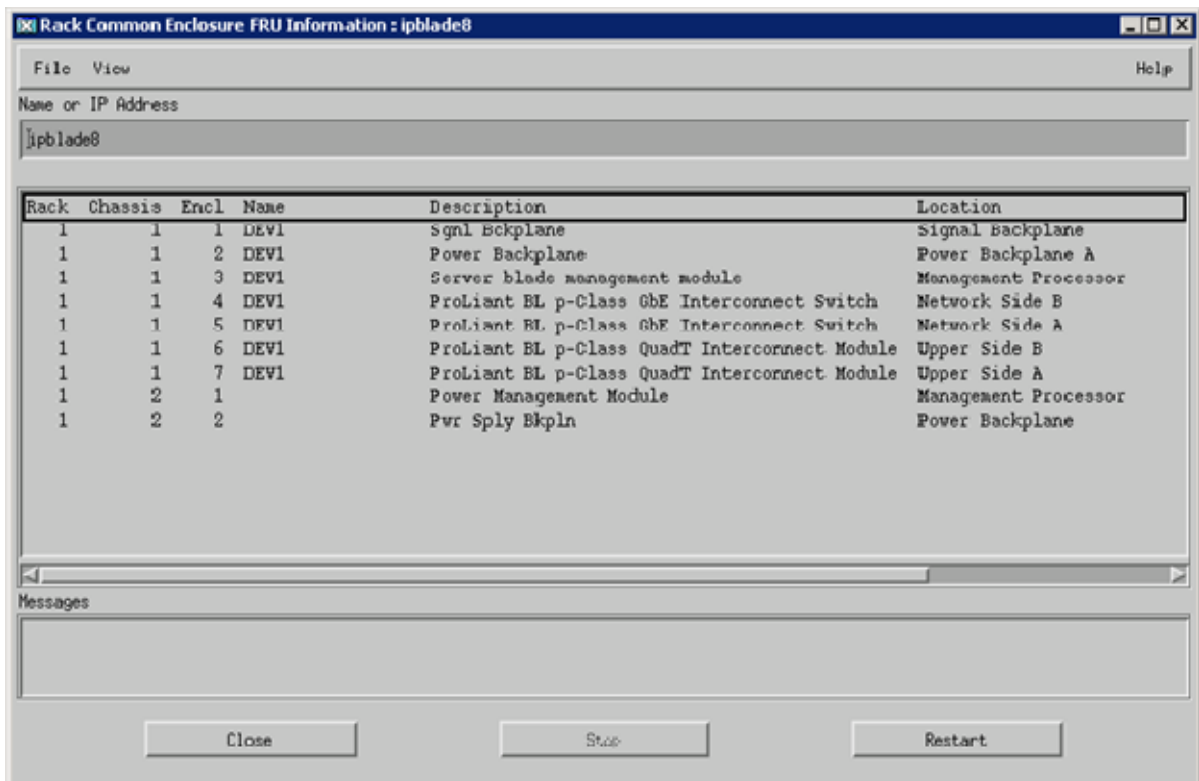 Rack Common Enclosure FRU Information : ipblade8
File View Help
Name or IP Address
ipblade8
Rack Chassis Encl Name Description Location
1 1 1 DEV1 Sgnl Bckplane Signal Backplane
1 1 2 DEV1 Power Backplane Power Backplane A
1 1 3 DEV1 Server blade management module Management Processor
1 1 4 DEV1 ProLiant BL p-Class GbE Interconnect Switch Network Side B
1 1 5 DEV1 ProLiant BL p-Class GbE Interconnect Switch Network Side A
1 1 6 DEV1 ProLiant BL p-Class QuadT Interconnect Module Upper Side B
1 1 7 DEV1 ProLiant BL p-Class QuadT Interconnect Module Upper Side A
1 2 1 Power Management Module Management Processor
1 2 2 Pwr Sply Bkpln Power Backplane
Messages
Close Stop Restart